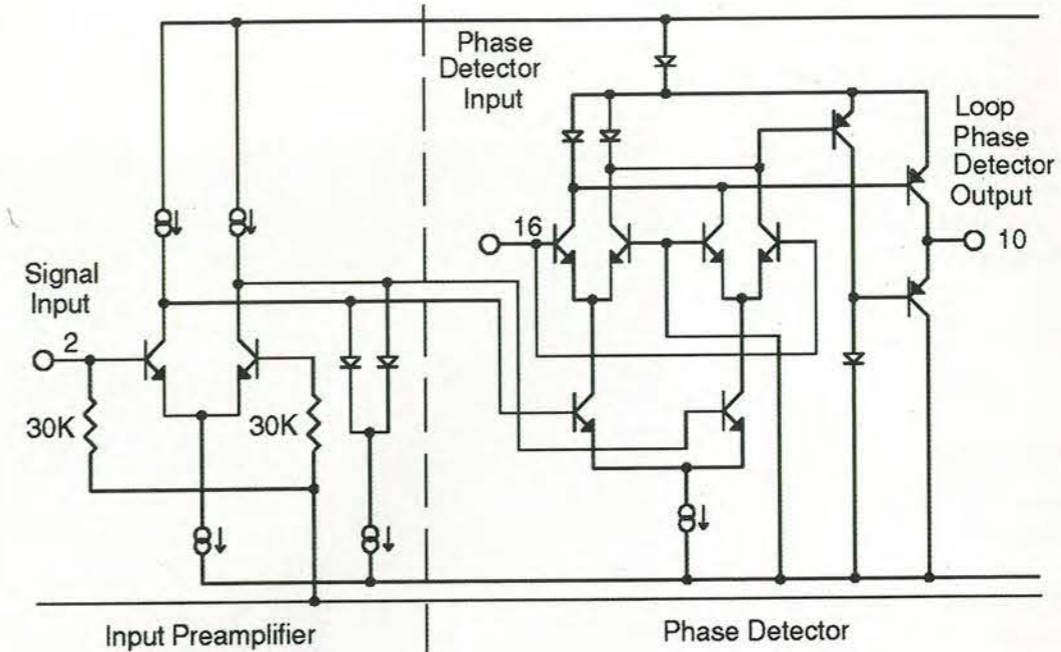 Phase
Detector
Input
Loop
Phase
Detector
Output
16
10
Signal
Input
2
30K
30K
Input Preamplifier
Phase Detector